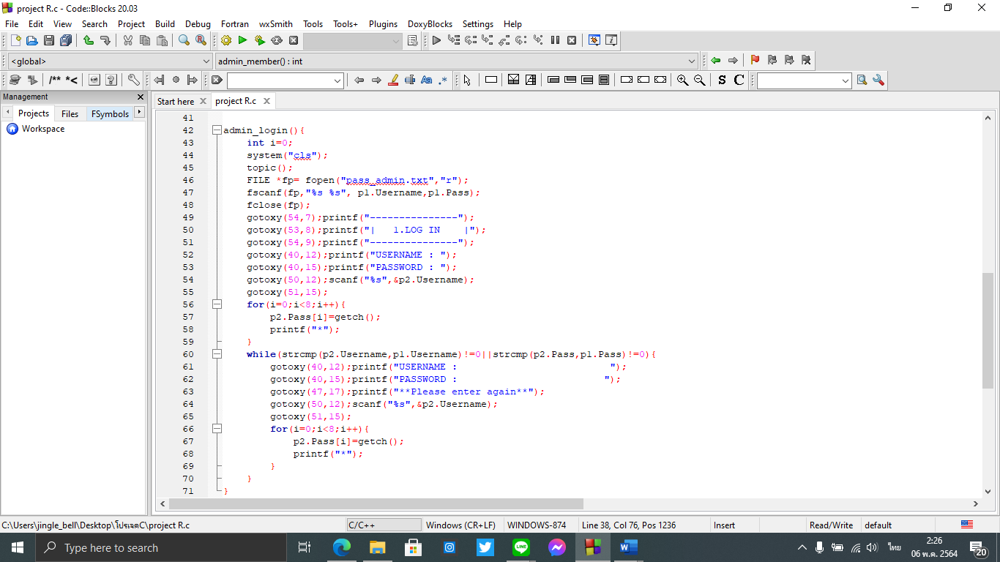 project R.c - Code::Blocks 20.03
File Edit View Search Project Build Debug Fortran wxSmith Tools Tools+ Plugins DoxyBlocks Settings Help
<global> admin_member() : int
/** *< Aa .* S C
Management
Start here project R.c
Projects Files FSymbols
Workspace
41
42 admin_login(){
43 int i=0;
44 system("cls");
45 topic();
46 FILE *fp= fopen("pass_admin.txt","r");
47 fscanf(fp,"%s %s", p1.Username,p1.Pass);
48 fclose(fp);
49 gotoxy(54,7);printf("---------------");
50 gotoxy(53,8);printf("|   1.LOG IN    |");
51 gotoxy(54,9);printf("---------------");
52 gotoxy(40,12);printf("USERNAME : ");
53 gotoxy(40,15);printf("PASSWORD : ");
54 gotoxy(50,12);scanf("%s",&p2.Username);
55 gotoxy(51,15);
56 for(i=0;i<8;i++){
57 p2.Pass[i]=getch();
58 printf("*");
59 }
60 while(strcmp(p2.Username,p1.Username)!=0||strcmp(p2.Pass,p1.Pass)!=0){
61 gotoxy(40,12);printf("USERNAME :                          ");
62 gotoxy(40,15);printf("PASSWORD :                         ");
63 gotoxy(47,17);printf("**Please enter again**");
64 gotoxy(50,12);scanf("%s",&p2.Username);
65 gotoxy(51,15);
66 for(i=0;i<8;i++){
67 p2.Pass[i]=getch();
68 printf("*");
69 }
70 }
71 }
C:\Users\jingle_bell\Desktop\โปรเจคC\project R.c C/C++ Windows (CR+LF) WINDOWS-874 Line 38, Col 76, Pos 1236 Insert Read/Write default
Type here to search
LINE
W
ไทย
2:26
06 พ.ค. 2564
20